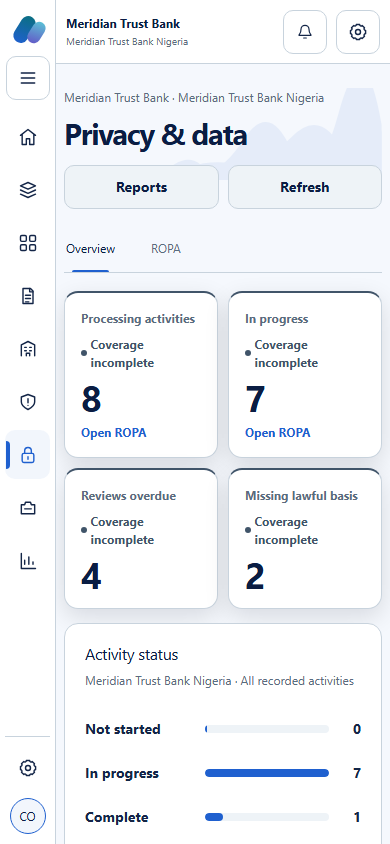 Meridian Trust Bank
Meridian Trust Bank Nigeria
Meridian Trust Bank · Meridian Trust Bank Nigeria
Privacy & data
Reports
Refresh
Overview
ROPA
Processing activities
Coverage
incomplete
8
Open ROPA
In progress
Coverage
incomplete
7
Open ROPA
Reviews overdue
Coverage
incomplete
4
Missing lawful basis
Coverage
incomplete
2
Activity status
Meridian Trust Bank Nigeria · All recorded activities
Not started 0
In progress 7
Complete 1
CO